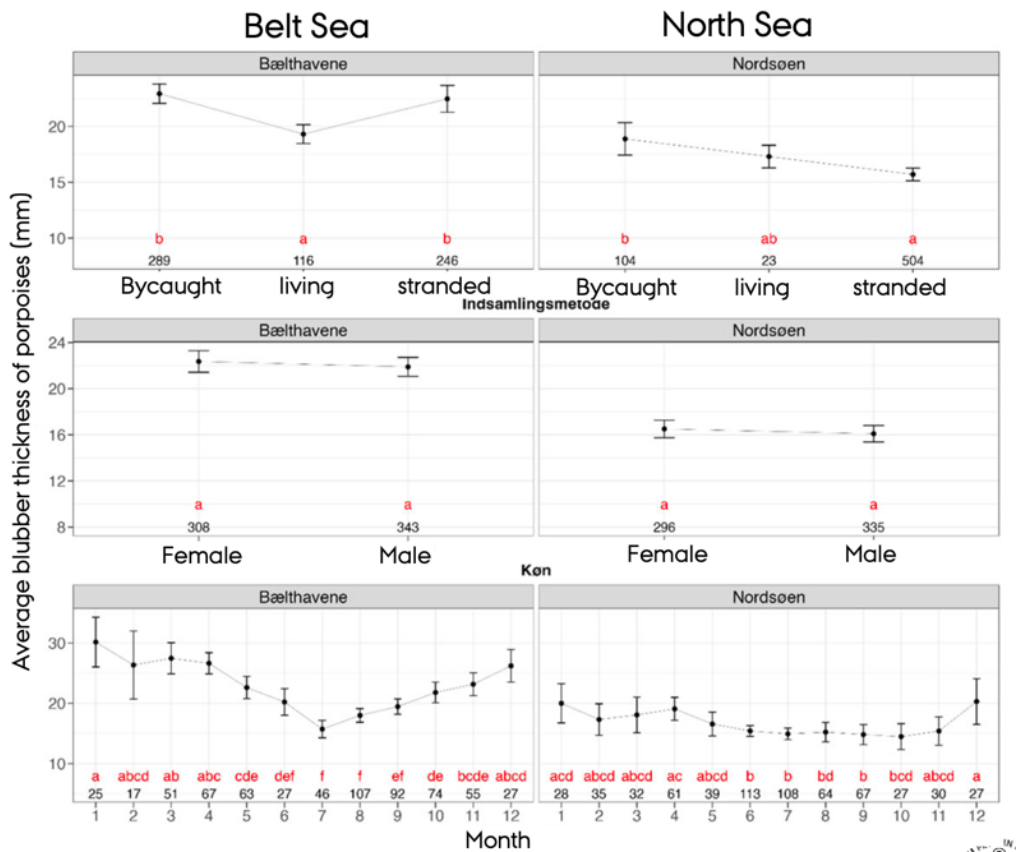 Belt Sea North Sea
Bælthavene Nordsøen
20
15
10
b a b b ab a
289 116 246 104 23 504
Bycaught living stranded Bycaught living stranded
Indsamlingsmetode
Average blubber thickness of porpoises (mm)
Bælthavene Nordsøen
24
20
16
12
a a a a
8 308 343 296 335
Female Male Female Male
Køn
Bælthavene Nordsøen
30
20
10
a abcd ab abc cde def f f ef de bcde abcd acd abcd abcd ac abcd b b bd b bcd abcd a
25 17 51 67 63 27 46 107 92 74 55 27 28 35 32 61 39 113 108 64 67 27 30 27
1 2 3 4 5 6 7 8 9 10 11 12 1 2 3 4 5 6 7 8 9 10 11 12
Month